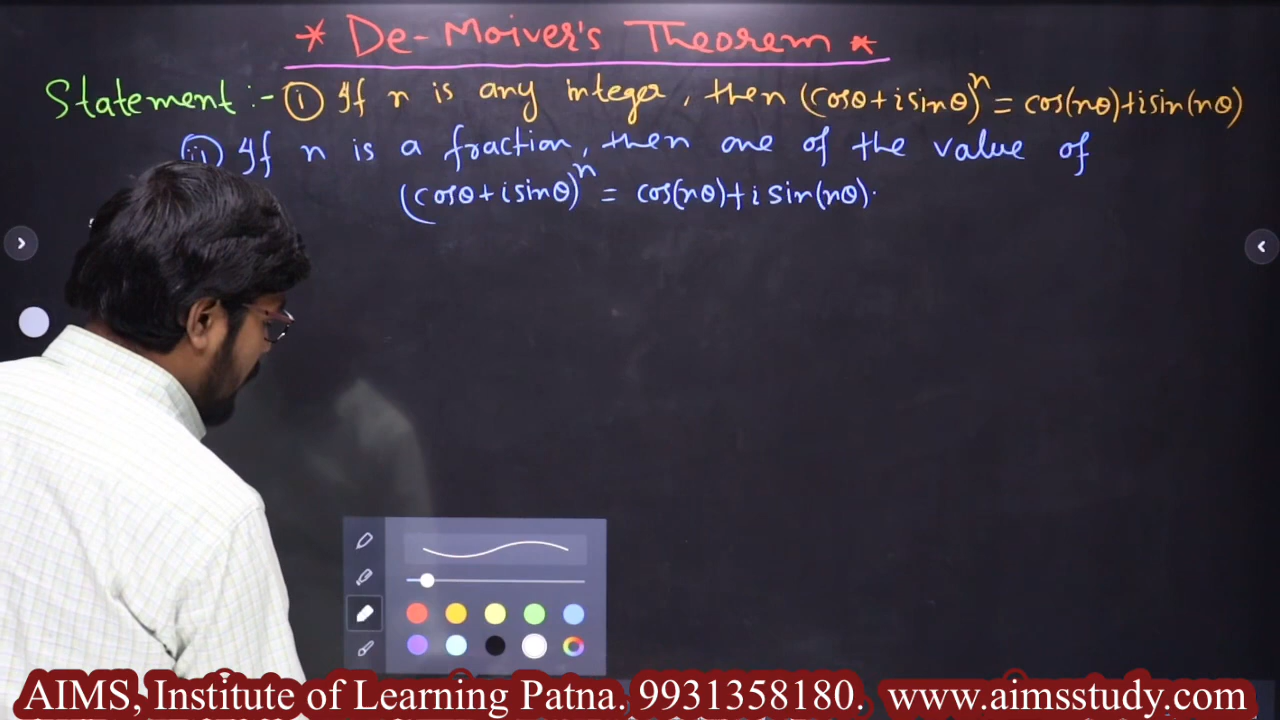 * De-Moiver's Theorem *
Statement :- (i) If n is any integer, then (cosθ+isinθ)^n = cos(nθ)+isin(nθ)
(ii) If n is a fraction, then one of the value of
(cosθ+isinθ)^n = cos(nθ)+isin(nθ).
AIMS, Institute of Learning Patna. 9931358180. www.aimsstudy.com